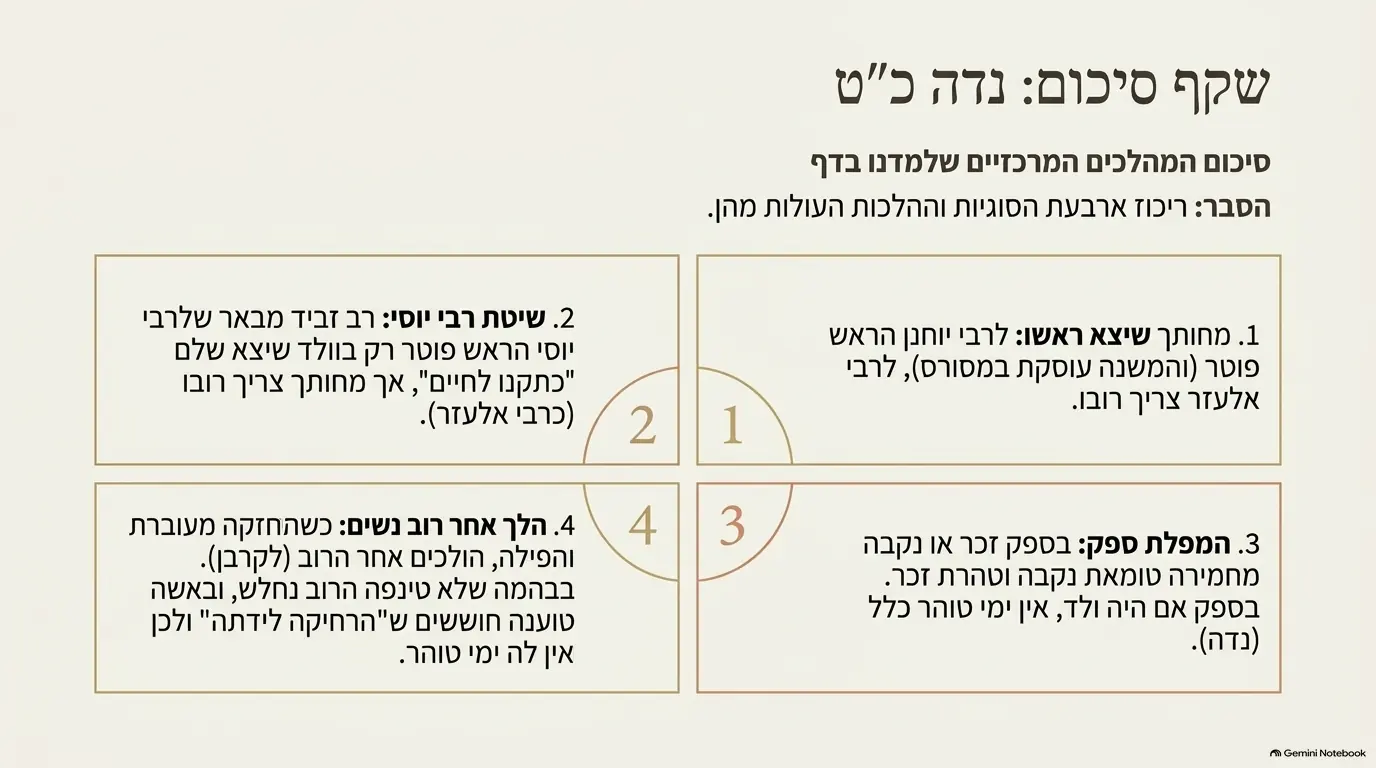 שקף סיכום: נדה כ"ט
סיכום המהלכים המרכזיים שלמדנו בדף
הסבר: ריכוז ארבעת הסוגיות וההלכות העולות מהן.
1. מחותך שיצא ראשו: לרבי יוחנן הראש
פוטר (והמשנה עוסקת במסורס), לרבי
אלעזר צריך רובו.
1
2. שיטת רבי יוסי: רב זביד מבאר שלרבי
יוסי הראש פוטר רק בוולד שיצא שלם
"כתקנו לחיים", אך מחותך צריך רובו
(כרבי אלעזר).
2
3. המפלת ספק: בספק זכר או נקבה
מחמירה טומאת נקבה וטהרת זכר.
בספק אם היה ולד, אין ימי טוהר כלל
(נדה).
3
4. הלך אחר רוב נשים: כשהחזקה מעוברת
והפילה, הולכים אחר הרוב (לקרבן).
בבהמה שלא טינפה הרוב נחלש, ובאשה
טוענה חוששים ש"הרחיקה לידתה" ולכן
אין לה ימי טוהר.
4
Gemini Notebook